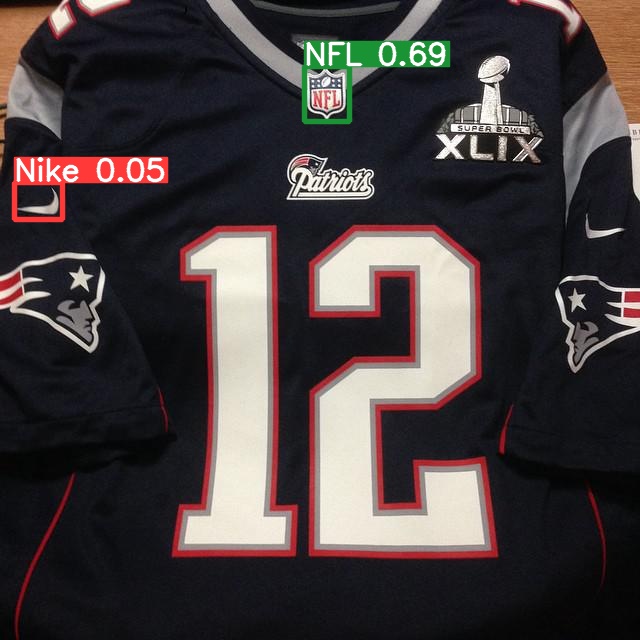 NFL 0.69
NFL
SUPER BOWL
XLIX
Nike 0.05
Patriots
12